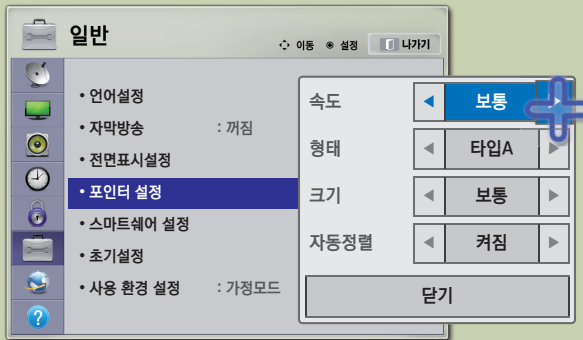 일반
이동 설정 나가기
• 언어설정
• 자막방송 : 꺼짐
• 전면표시설정
• 포인터 설정
• 스마트쉐어 설정
• 초기설정
• 사용 환경 설정 : 가정모드
속도 ◀ 보통 ▶
형태 ◀ 타입A ▶
크기 ◀ 보통 ▶
자동정렬 ◀ 켜짐 ▶
닫기
?